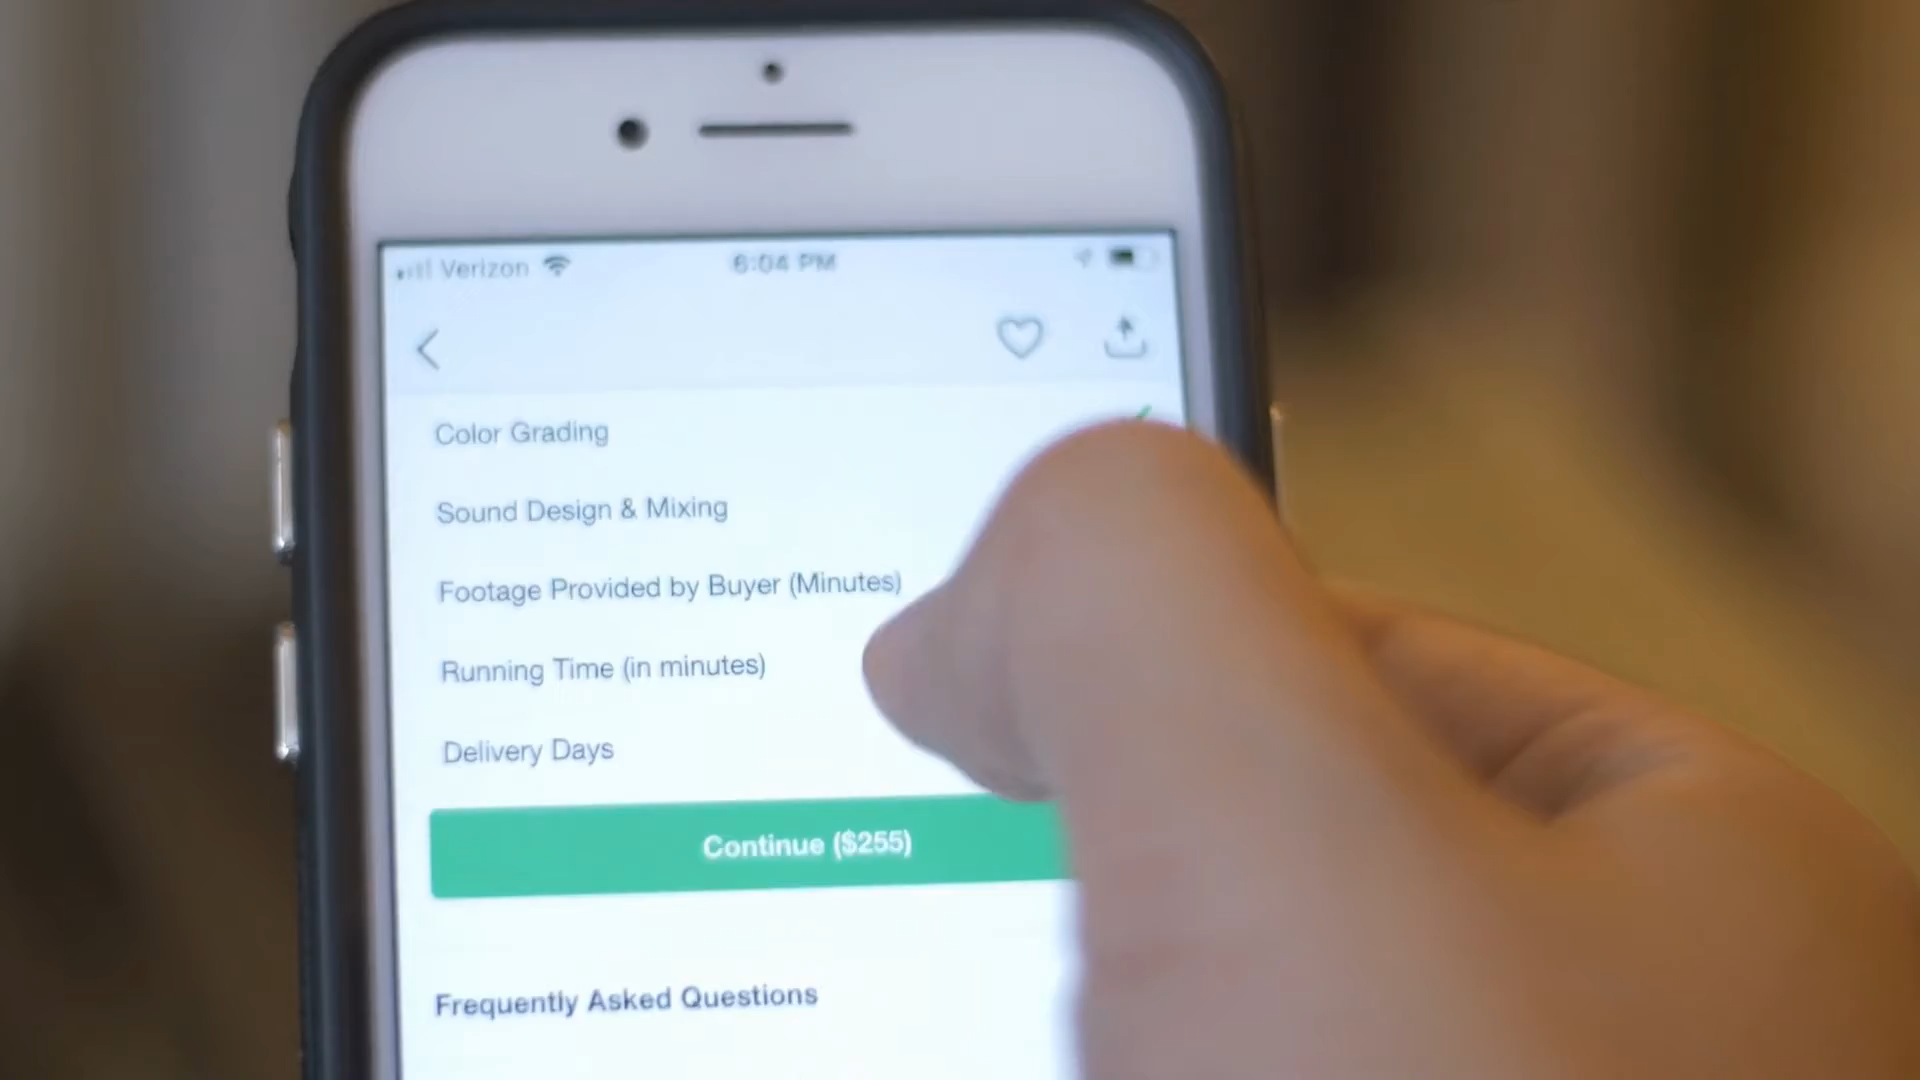 Verizon 6:04 PM
Color Grading
Sound Design & Mixing
Footage Provided by Buyer (Minutes)
Running Time (in minutes)
Delivery Days
Continue ($255)
Frequently Asked Questions